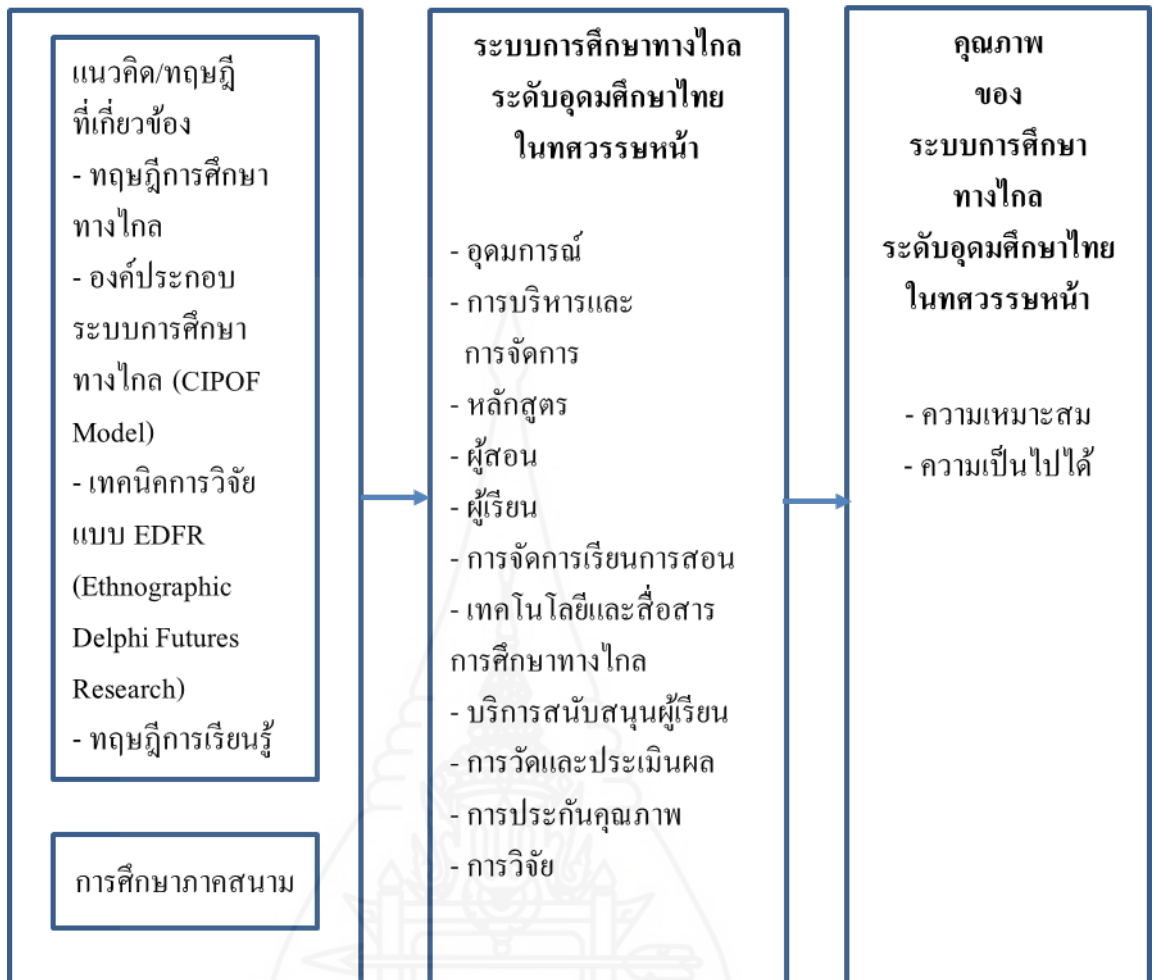 แนวคิด/ทฤษฎี
ที่เกี่ยวข้อง
- ทฤษฎีการศึกษา
ทางไกล
- องค์ประกอบ
ระบบการศึกษา
ทางไกล (CIPOF
Model)
- เทคนิคการวิจัย
แบบ EDFR
(Ethnographic
Delphi Futures
Research)
- ทฤษฎีการเรียนรู้
การศึกษาภาคสนาม
ระบบการศึกษาทางไกล
ระดับอุดมศึกษาไทย
ในทศวรรษหน้า
- อุดมการณ์
- การบริหารและ
การจัดการ
- หลักสูตร
- ผู้สอน
- ผู้เรียน
- การจัดการเรียนการสอน
- เทคโนโลยีและสื่อสาร
การศึกษาทางไกล
- บริการสนับสนุนผู้เรียน
- การวัดและประเมินผล
- การประกันคุณภาพ
- การวิจัย
คุณภาพ
ของ
ระบบการศึกษา
ทางไกล
ระดับอุดมศึกษาไทย
ในทศวรรษหน้า
- ความเหมาะสม
- ความเป็นไปได้